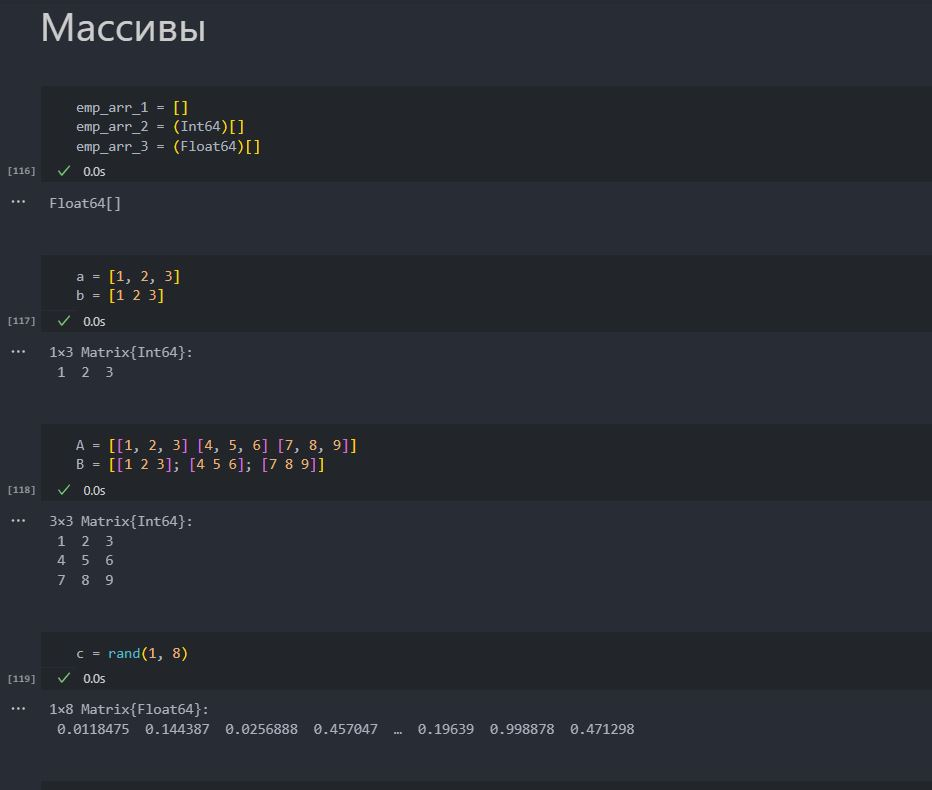 Массивы
emp_arr_1 = []
emp_arr_2 = (Int64)[]
emp_arr_3 = (Float64)[]
[116] ✓ 0.0s
... Float64[]
a = [1, 2, 3]
b = [1 2 3]
[117] ✓ 0.0s
... 1×3 Matrix{Int64}:
1 2 3
A = [[1, 2, 3] [4, 5, 6] [7, 8, 9]]
B = [[1 2 3]; [4 5 6]; [7 8 9]]
[118] ✓ 0.0s
... 3×3 Matrix{Int64}:
1 2 3
4 5 6
7 8 9
c = rand(1, 8)
[119] ✓ 0.0s
... 1×8 Matrix{Float64}:
0.0118475 0.144387 0.0256888 0.457047 … 0.19639 0.998878 0.471298